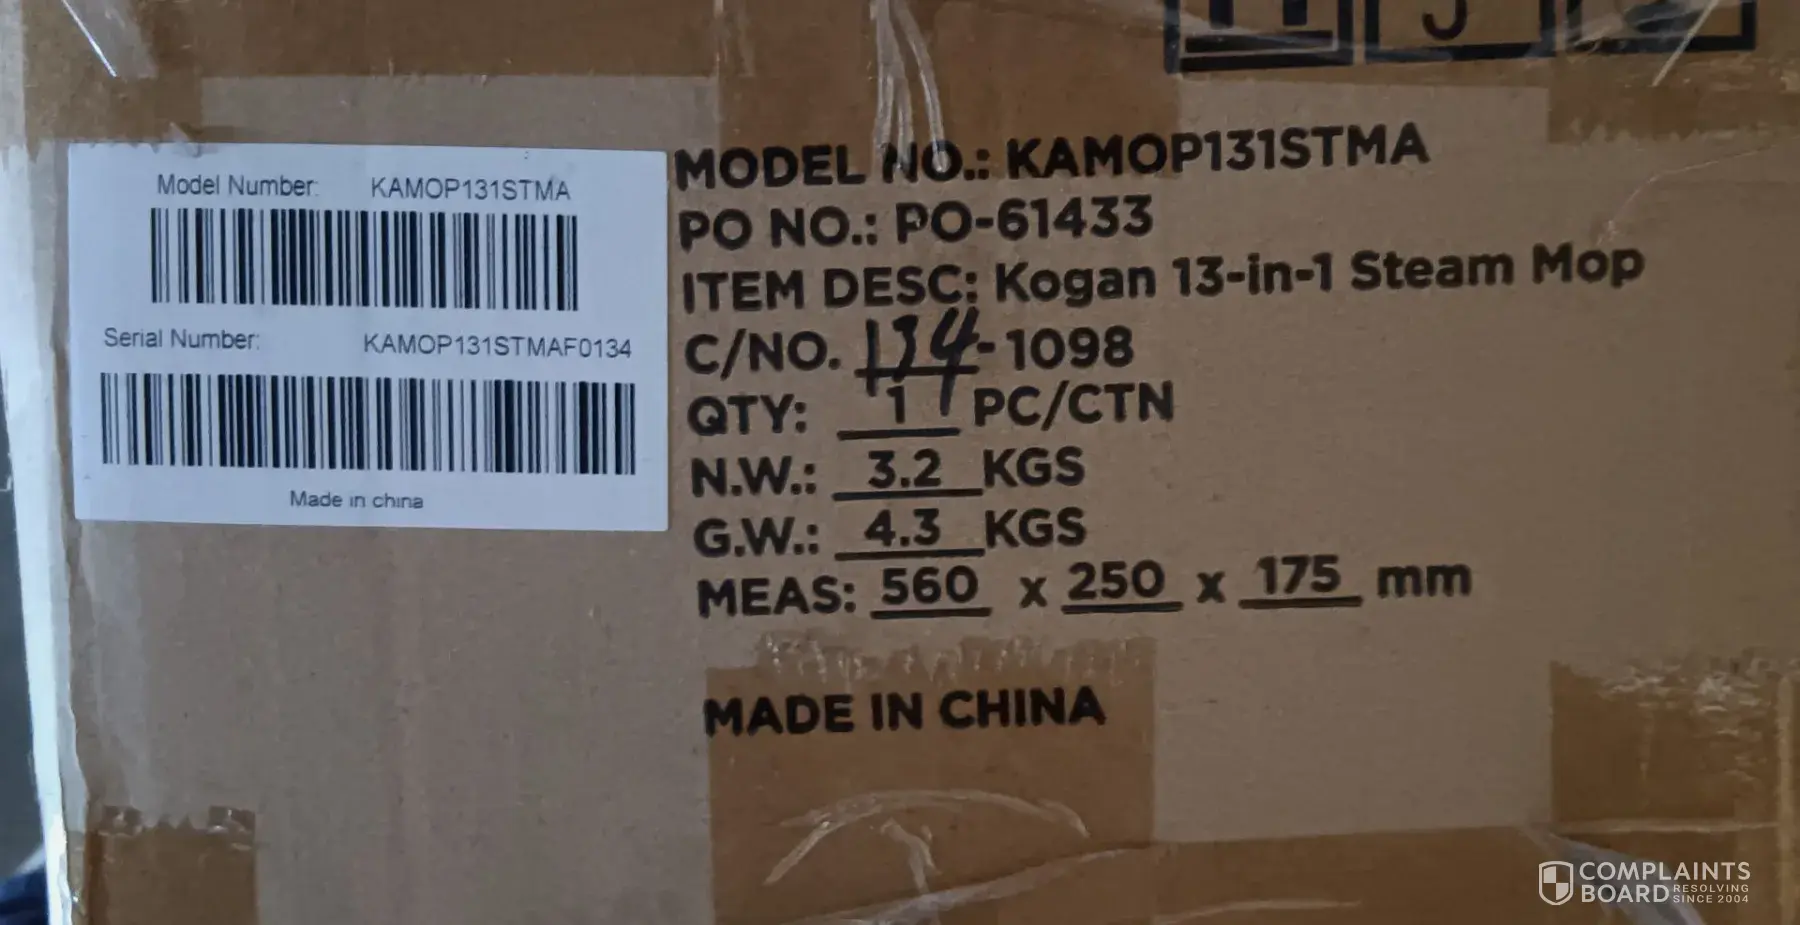 Model Number: KAMOP131STMA
Serial Number: KAMOP131STMAF0134
Made in china
MODEL NO.: KAMOP131STMA
PO NO.: PO-61433
ITEM DESC: Kogan 13-in-1 Steam Mop
C/NO. 134-1098
QTY: 1 PC/CTN
N.W.: 3.2 KGS
G.W.: 4.3 KGS
MEAS: 560 x 250 x 175 mm
MADE IN CHINA
COMPLAINTS
BOARD RESOLVING
SINCE 2004